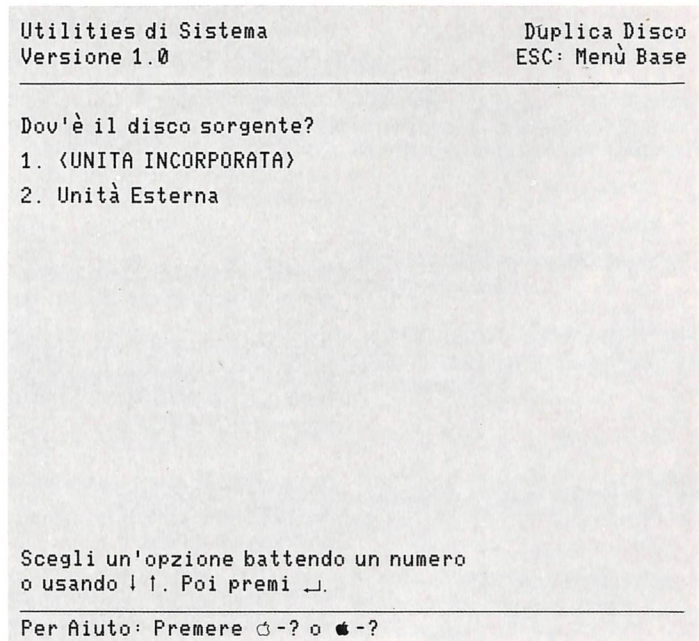 Utilities di Sistema Duplica Disco
Versione 1.0 ESC: Menù Base
Dov'è il disco sorgente?
1. <UNITA INCORPORATA>
2. Unità Esterna
Scegli un'opzione battendo un numero
o usando ↓ ↑. Poi premi ↵.
Per Aiuto: Premere -? o -?